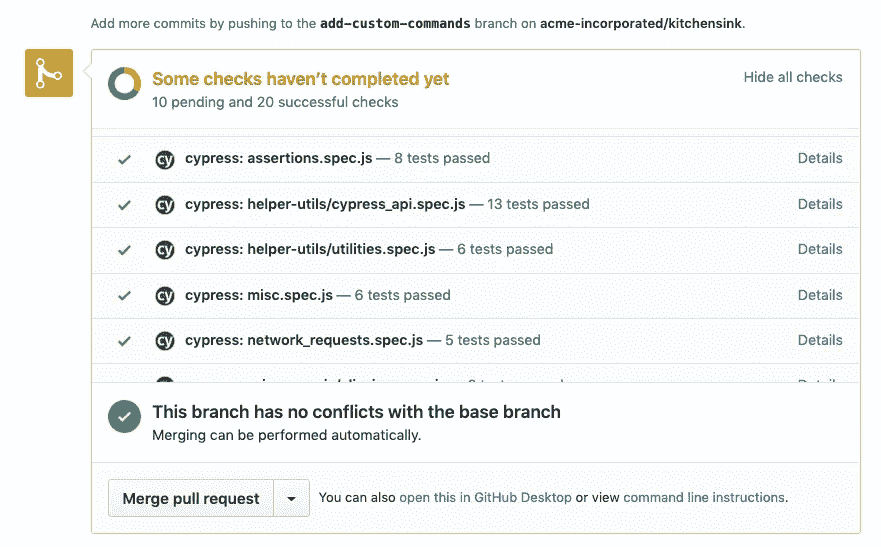 Add more commits by pushing to the add-custom-commands branch on acme-incorporated/kitchensink.
Some checks haven’t completed yet
Hide all checks
10 pending and 20 successful checks
cy cypress: assertions.spec.js — 8 tests passed Details
cy cypress: helper-utils/cypress_api.spec.js — 13 tests passed Details
cy cypress: helper-utils/utilities.spec.js — 6 tests passed Details
cy cypress: misc.spec.js — 6 tests passed Details
cy cypress: network_requests.spec.js — 5 tests passed Details
This branch has no conflicts with the base branch
Merging can be performed automatically.
Merge pull request You can also open this in GitHub Desktop or view command line instructions.